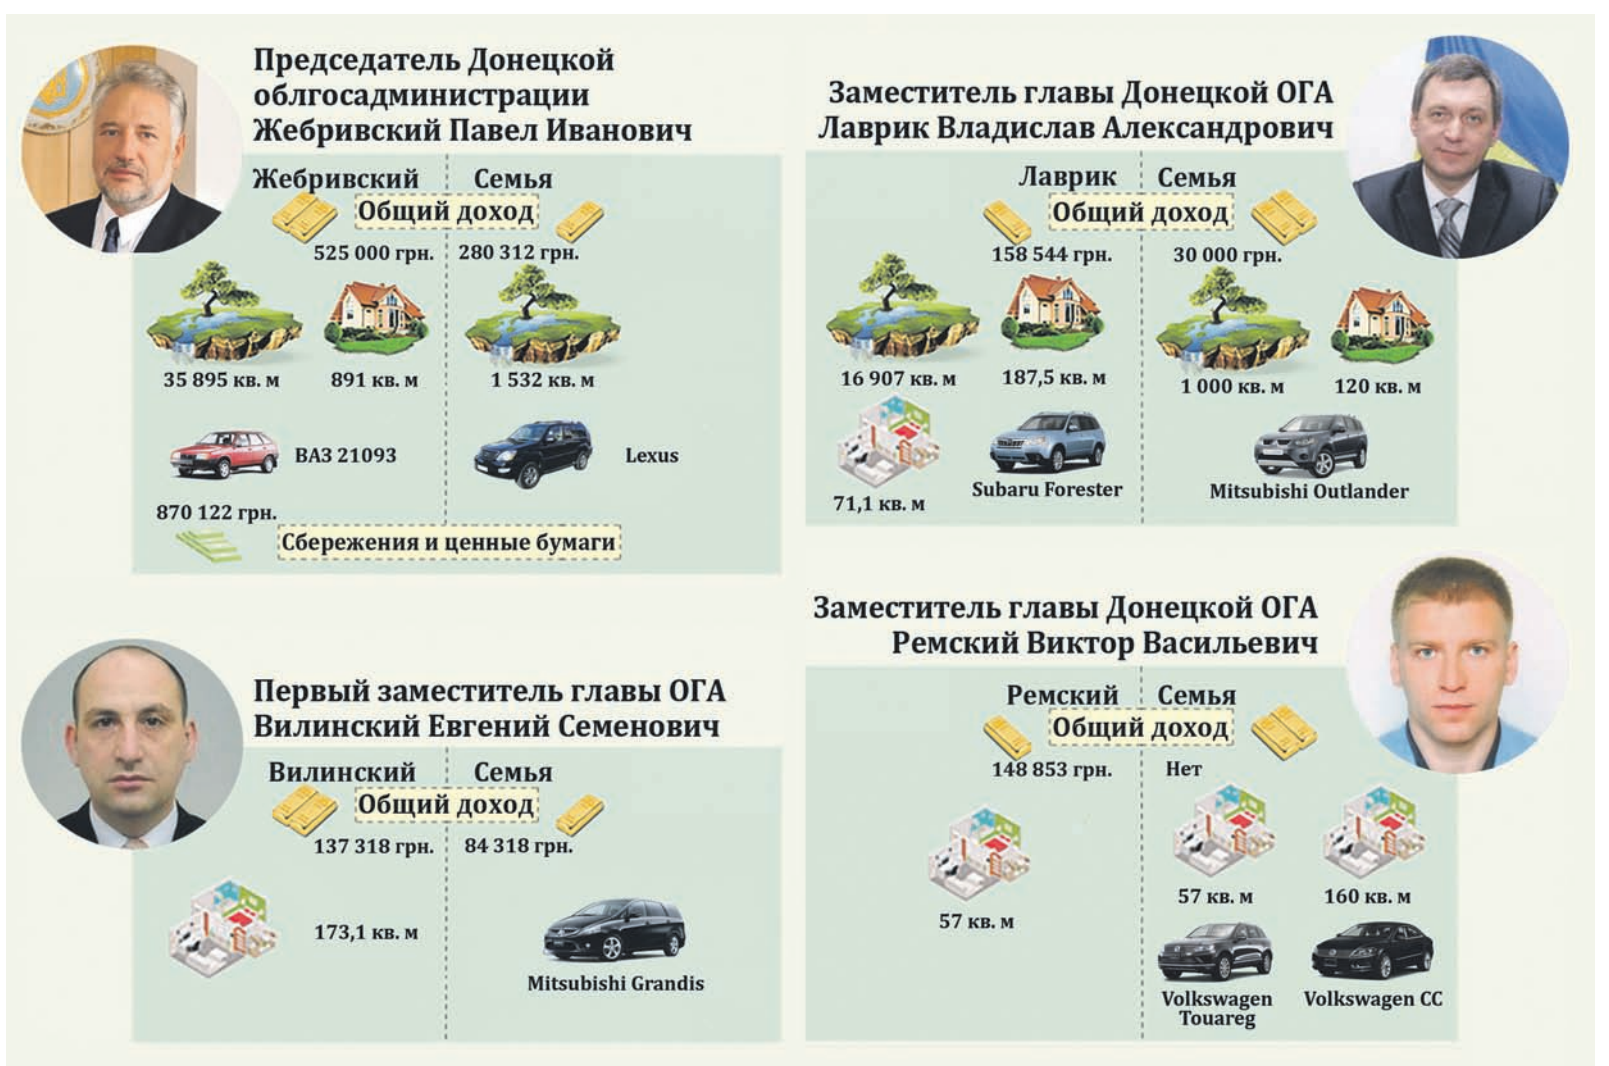 Председатель Донецкой
облгосадминистрации
Жебривский Павел Иванович
Жебривский
Семья
Общий доход
525 000 грн.
280 312 грн.
35 895 кв. м
891 кв. м
1 532 кв. м
ВАЗ 21093
Lexus
870 122 грн.
Сбережения и ценные бумаги
Заместитель главы Донецкой ОГА
Лаврик Владислав Александрович
Лаврик
Семья
Общий доход
158 544 грн.
30 000 грн.
16 907 кв. м
187,5 кв. м
1 000 кв. м
120 кв. м
71,1 кв. м
Subaru Forester
Mitsubishi Outlander
Первый заместитель главы ОГА
Вилинский Евгений Семенович
Вилинский
Семья
Общий доход
137 318 грн.
84 318 грн.
173,1 кв. м
Mitsubishi Grandis
Заместитель главы Донецкой ОГА
Ремский Виктор Васильевич
Ремский
Семья
Общий доход
148 853 грн.
Нет
57 кв. м
57 кв. м
160 кв. м
Volkswagen
Touareg
Volkswagen CC